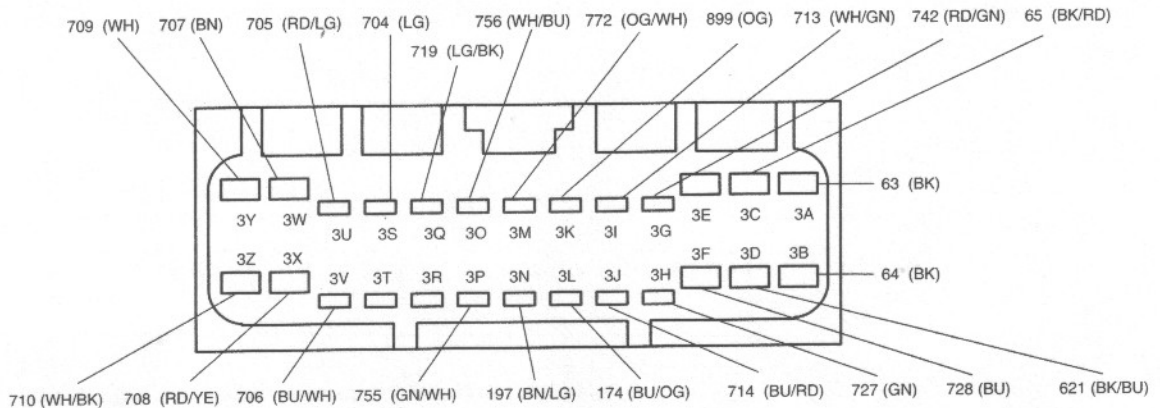 709 (WH) 707 (BN) 705 (RD/LG) 704 (LG) 756 (WH/BU) 772 (OG/WH) 899 (OG) 713 (WH/GN) 742 (RD/GN) 65 (BK/RD)
719 (LG/BK)
63 (BK)
3Y 3W 3U 3S 3Q 3O 3M 3K 3I 3G 3E 3C 3A
3Z 3X 3V 3T 3R 3P 3N 3L 3J 3H 3F 3D 3B
64 (BK)
710 (WH/BK) 708 (RD/YE) 706 (BU/WH) 755 (GN/WH) 197 (BN/LG) 174 (BU/OG) 714 (BU/RD) 727 (GN) 728 (BU) 621 (BK/BU)